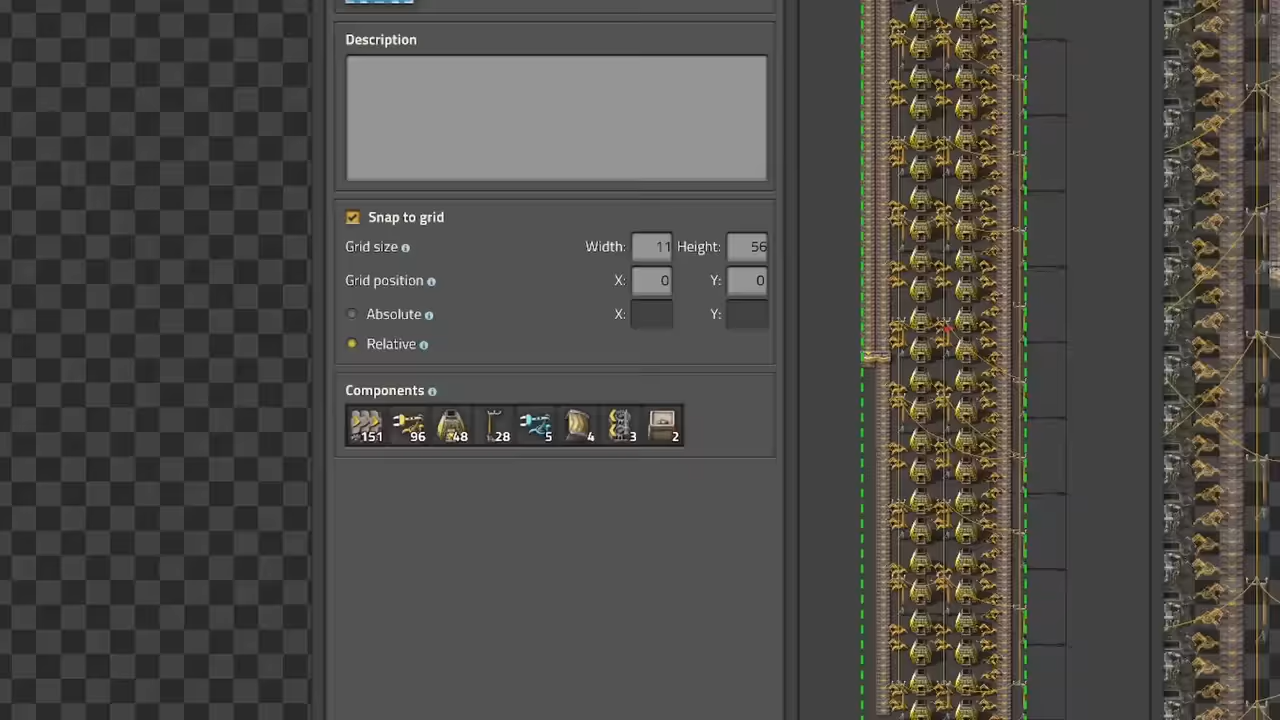 Description
Snap to grid
Grid size Width: 11 Height: 56
Grid position X: 0 Y: 0
Absolute X: Y:
Relative
Components
151 96 48 28 5 4 3 2